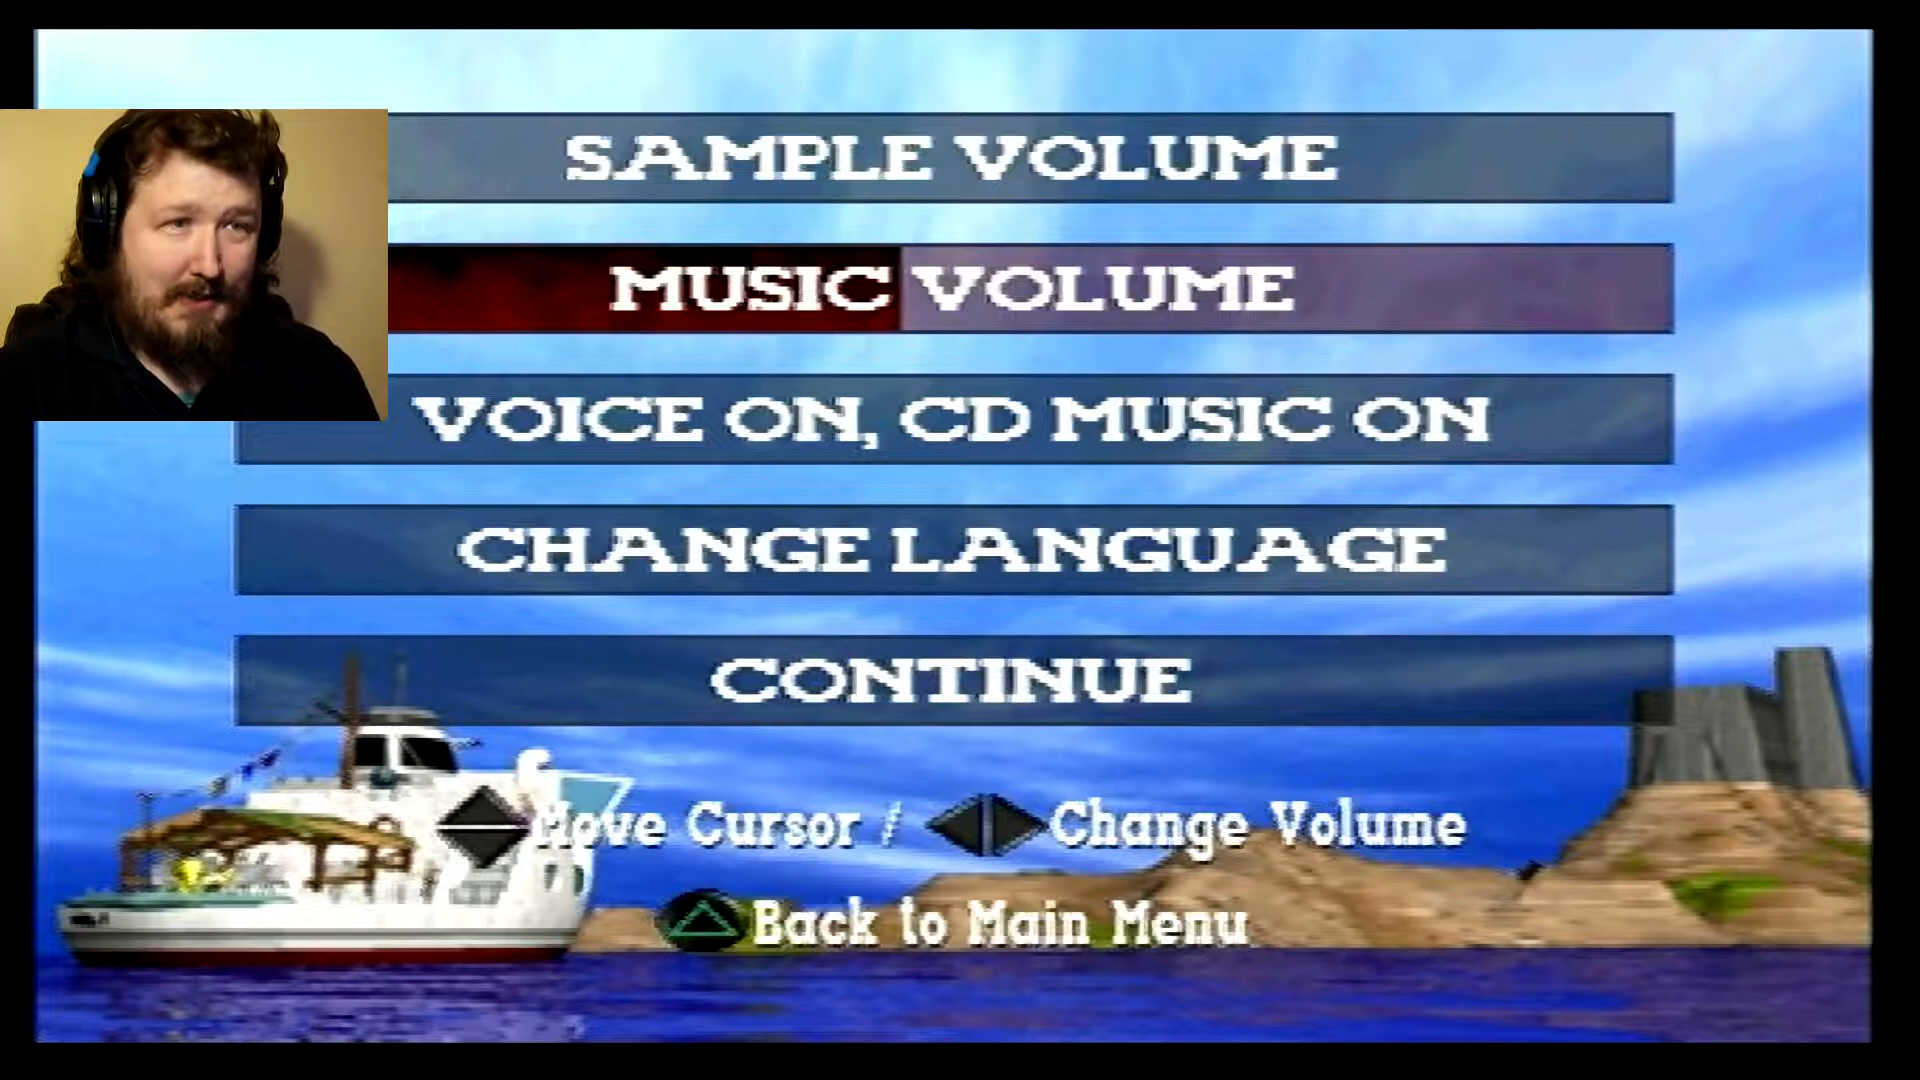 SAMPLE VOLUME
MUSIC VOLUME
VOICE ON, CD MUSIC ON
CHANGE LANGUAGE
CONTINUE
Move Cursor / Change Volume
Back to Main Menu